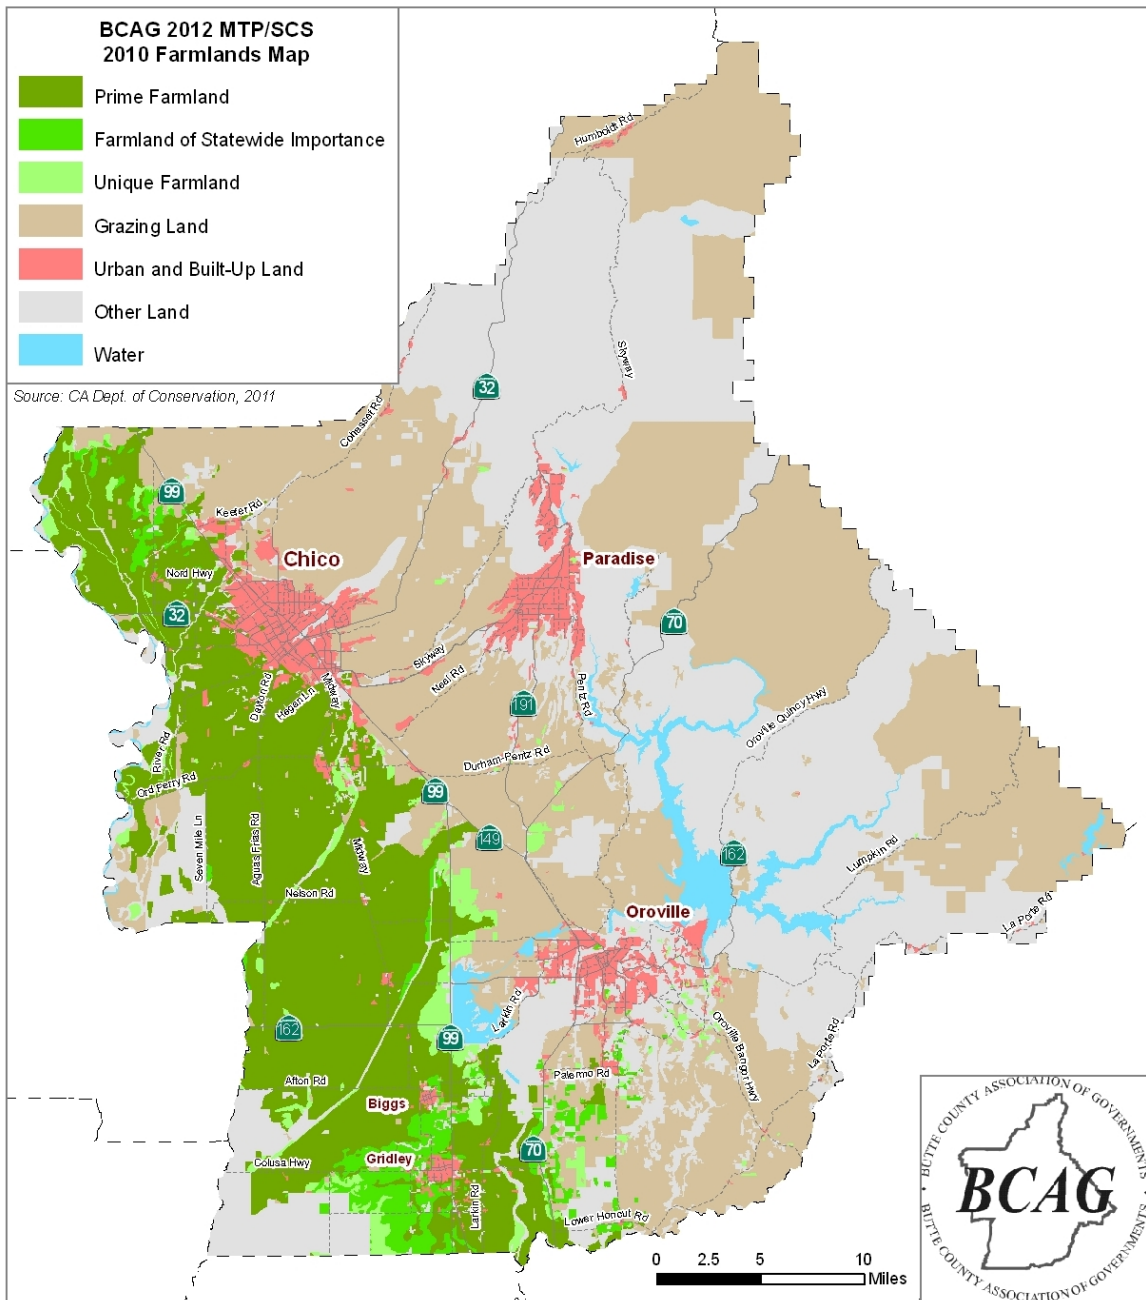 BCAG 2012 MTP/SCS
2010 Farmlands Map
Prime Farmland
Farmland of Statewide Importance
Unique Farmland
Grazing Land
Urban and Built-Up Land
Other Land
Water
Source: CA Dept. of Conservation, 2011
Humboldt Rd
Skyway
32
Cohasset Rd
99
Keefer Rd
Chico
Paradise
Nord Hwy
32
70
Skyway
Neal Rd
Midway
Dayton Rd
Hegan Ln
Pentz Rd
191
Oroville Quincy Hwy
River Rd
Durham-Pentz Rd
Ord Ferry Rd
99
Seven Mile Ln
Aguas Frias Rd
Midway
149
162
Lumpkin Rd
Nelson Rd
Oroville
La Porte Rd
Larkin Rd
162
99
Oroville Bangor Hwy
La Porte Rd
Afton Rd
Palermo Rd
Biggs
Gridley
70
Colusa Hwy
Larkin Rd
Lower Honcut Rd
0 2.5 5 10
Miles
BUTTE COUNTY ASSOCIATION OF GOVERNMENTS
BCAG
BUTTE COUNTY ASSOCIATION OF GOVERNMENTS